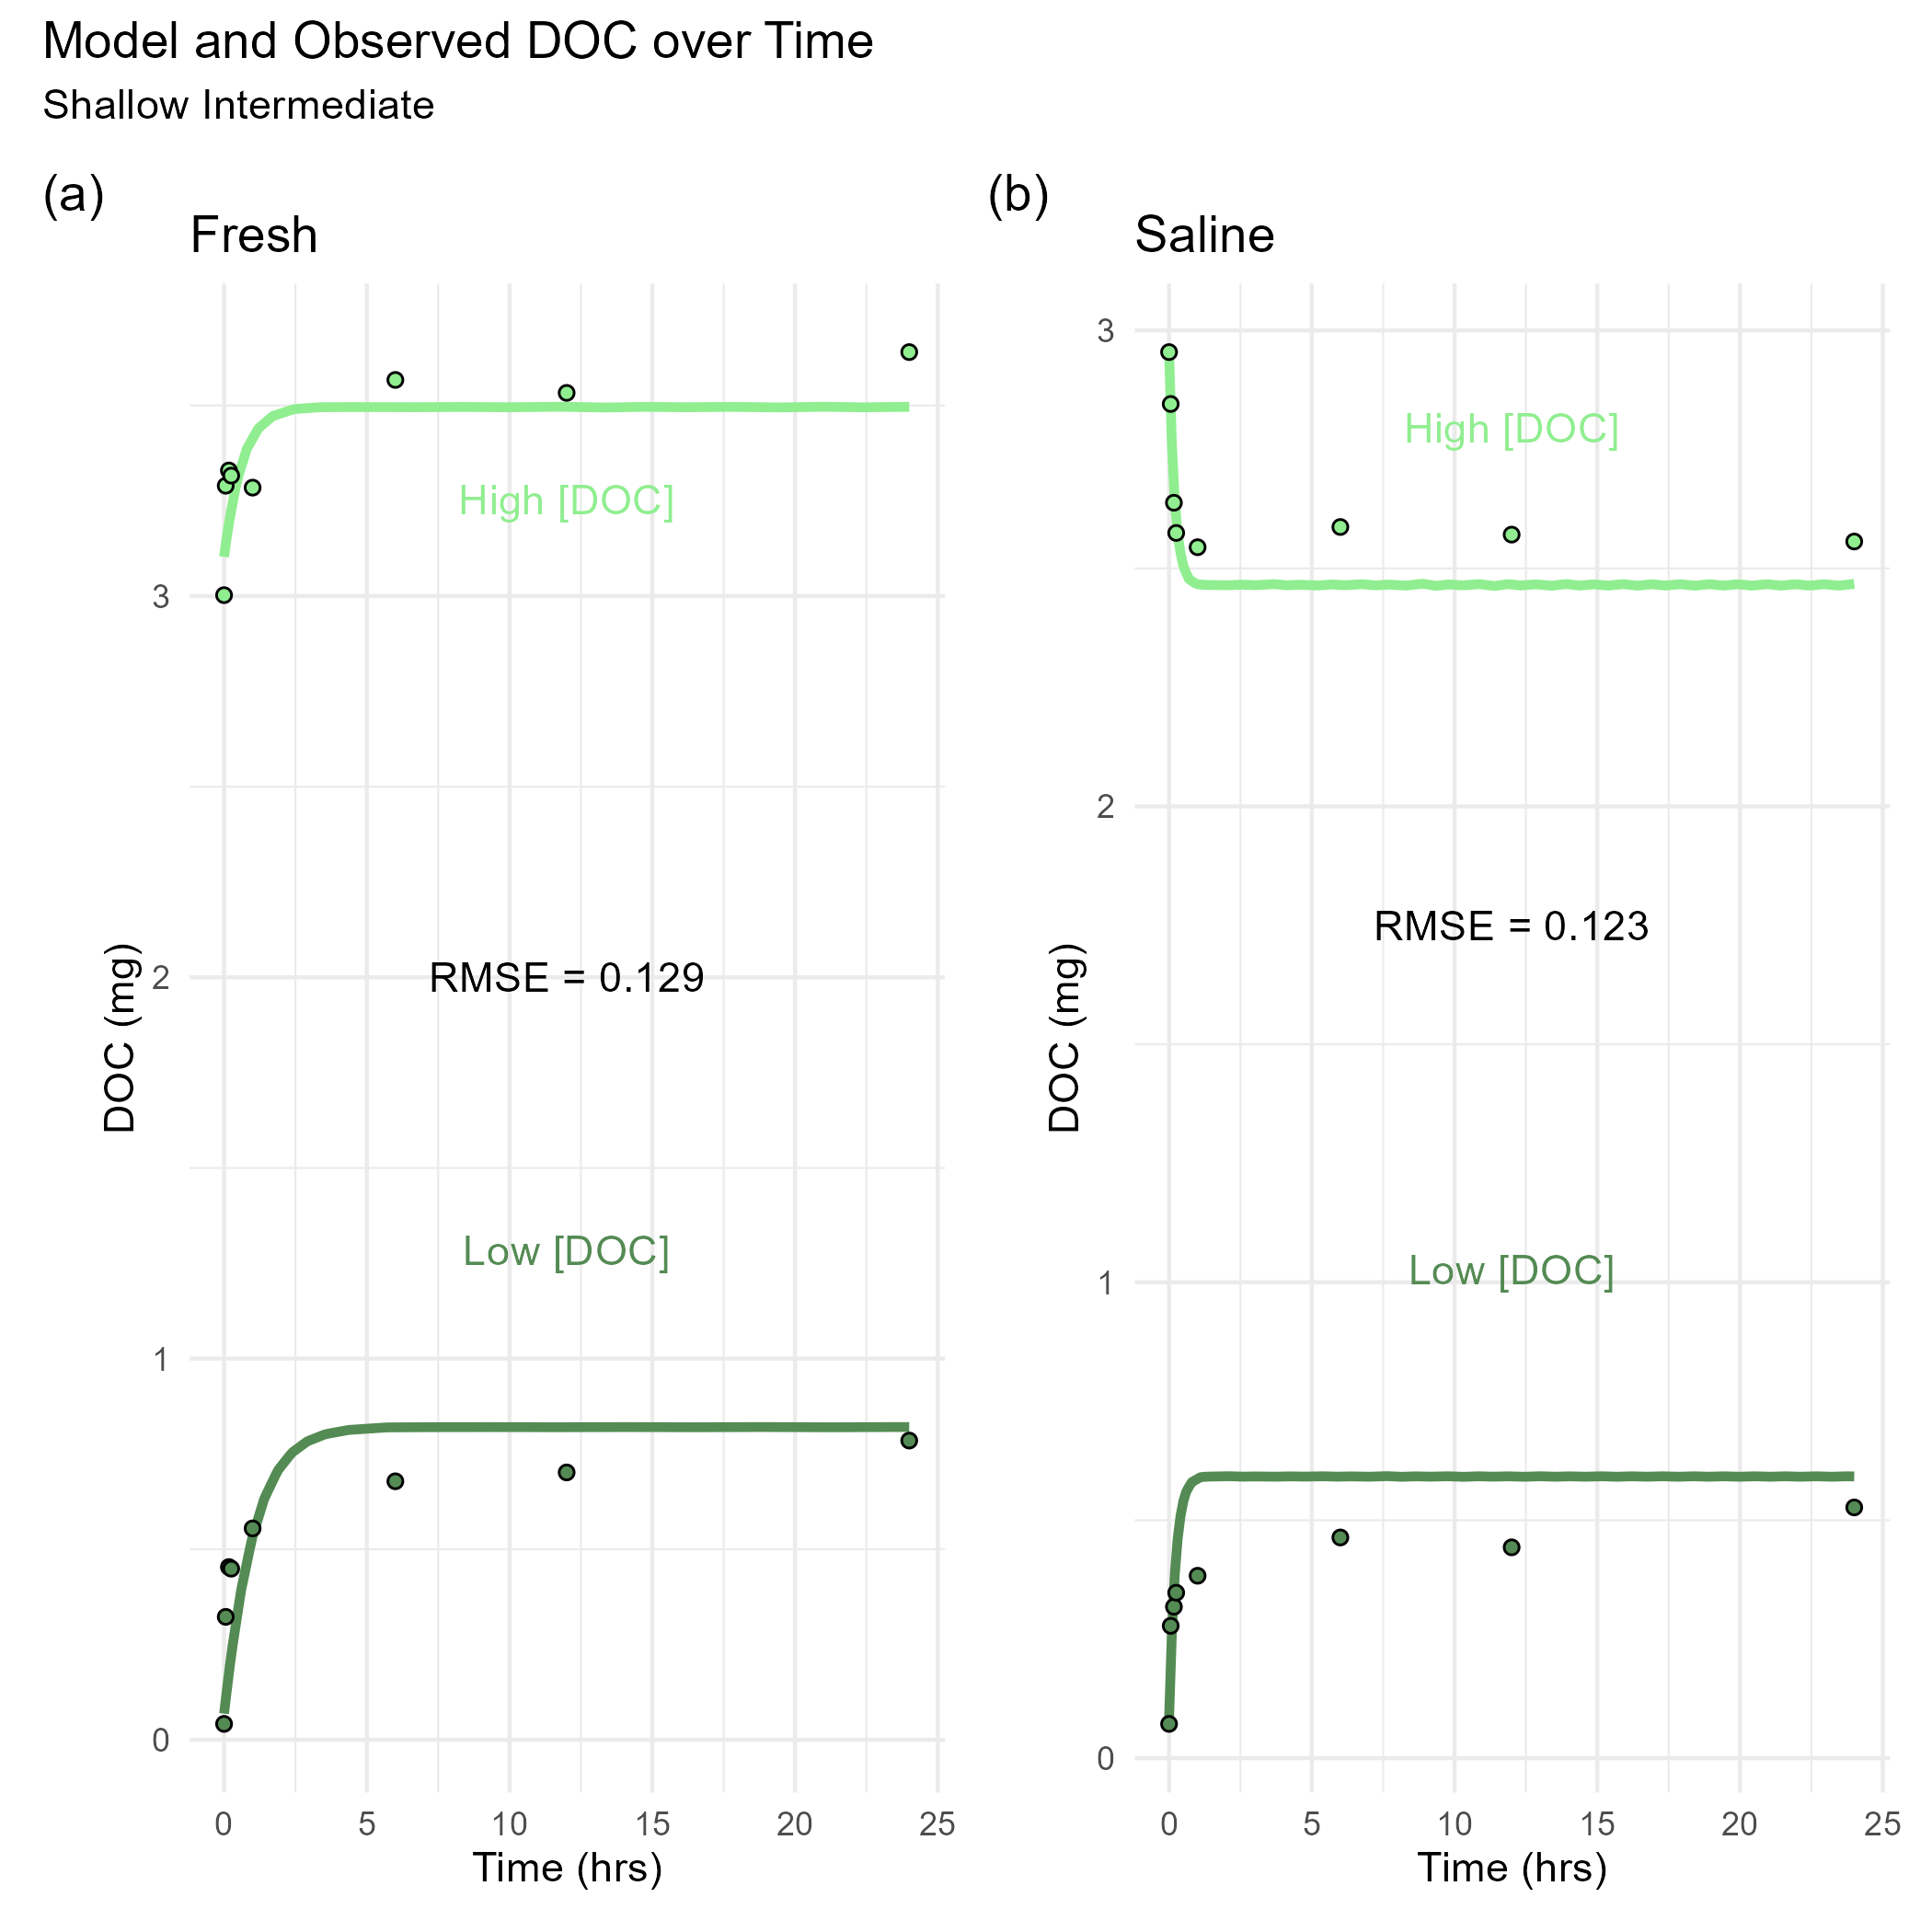 Model and Observed DOC over Time
Shallow Intermediate
(a)
Fresh
DOC (mg)
3
2
1
0
High [DOC]
RMSE = 0.129
Low [DOC]
0 5 10 15 20 25
Time (hrs)
(b)
Saline
DOC (mg)
3
2
1
0
High [DOC]
RMSE = 0.123
Low [DOC]
0 5 10 15 20 25
Time (hrs)